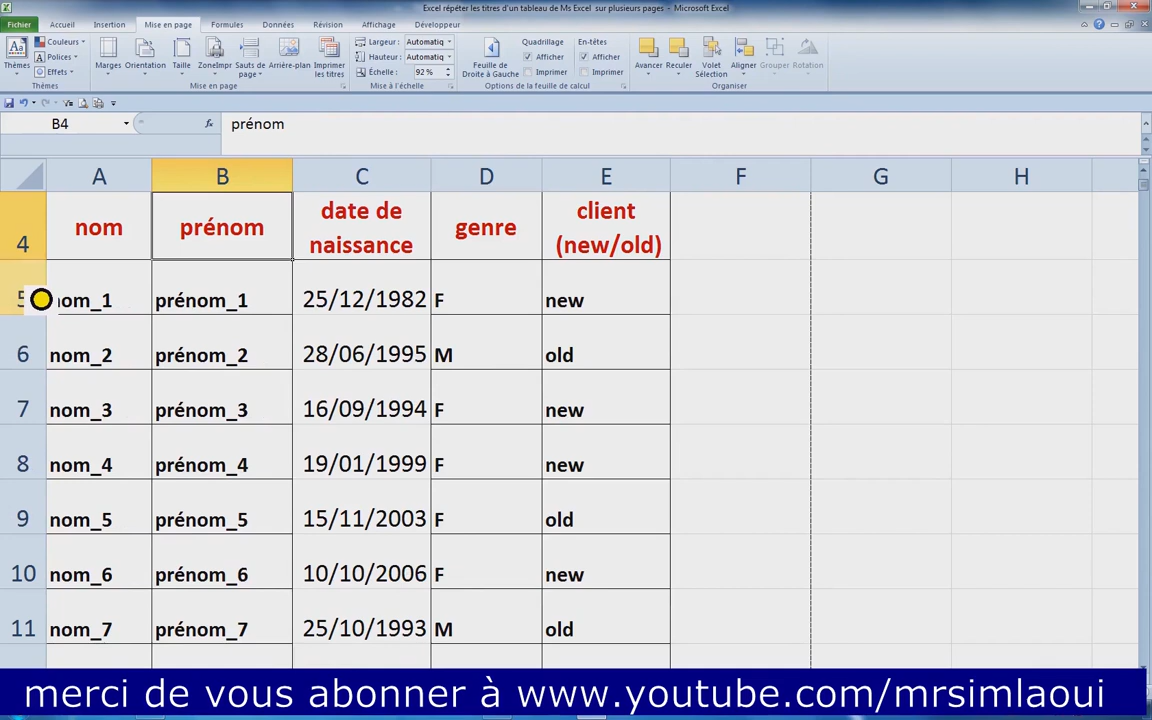 Excel répéter les titres d'un tableau de Ms Excel sur plusieurs pages - Microsoft Excel
Fichier Accueil Insertion Mise en page Formules Données Révision Affichage Développeur
Thèmes Couleurs Polices Effets Marges Orientation Taille ZoneImpr Sauts de page Arrière-plan Imprimer les titres Largeur: Automatiq Hauteur: Automatiq Échelle: 92 % Feuille de Droite à Gauche Quadrillage Afficher Imprimer En-têtes Afficher Imprimer Avancer Reculer Volet Sélection Aligner Grouper Rotation
Thèmes Mise en page Mise à l'échelle Options de la feuille de calcul Organiser
B4 fx prénom
A B C D E F G H
4 nom prénom date de naissance genre client (new/old)
5 nom_1 prénom_1 25/12/1982 F new
6 nom_2 prénom_2 28/06/1995 M old
7 nom_3 prénom_3 16/09/1994 F new
8 nom_4 prénom_4 19/01/1999 F new
9 nom_5 prénom_5 15/11/2003 F old
10 nom_6 prénom_6 10/10/2006 F new
11 nom_7 prénom_7 25/10/1993 M old
merci de vous abonner à www.youtube.com/mrsimlaoui